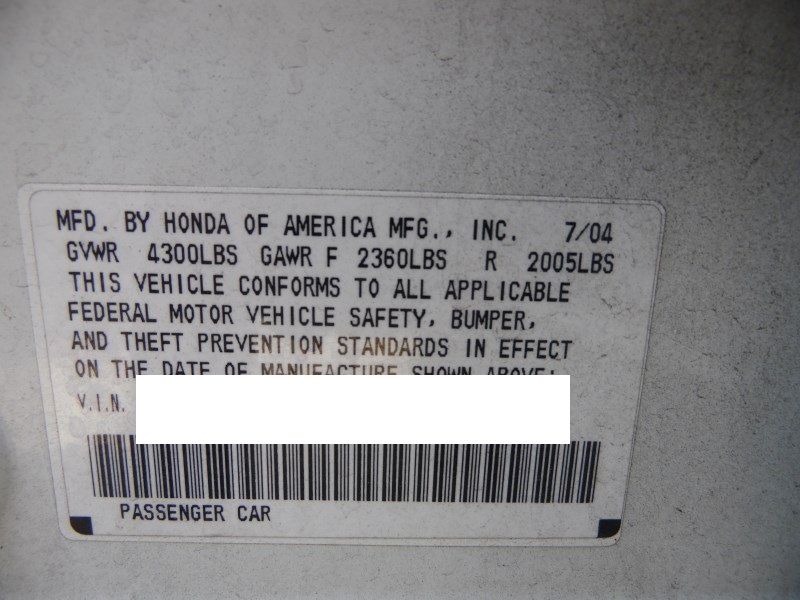 MFD. BY HONDA OF AMERICA MFG., INC. 7/04
GVWR 4300LBS GAWR F 2360LBS R 2005LBS
THIS VEHICLE CONFORMS TO ALL APPLICABLE
FEDERAL MOTOR VEHICLE SAFETY, BUMPER,
AND THEFT PREVENTION STANDARDS IN EFFECT
ON THE DATE OF MANUFACTURE SHOWN ABOVE:
V.I.N.
PASSENGER CAR